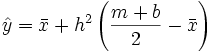 ŷ = x̄ + h² ( (m + b) / 2 − x̄ )